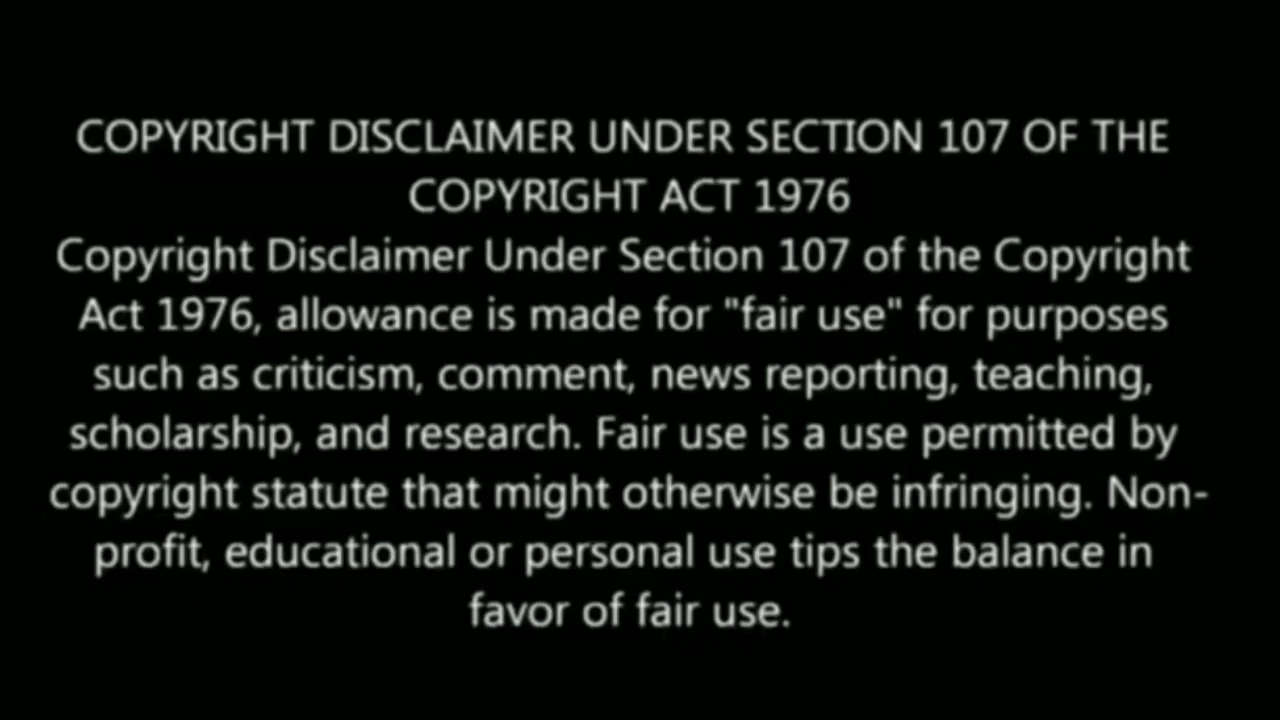 COPYRIGHT DISCLAIMER UNDER SECTION 107 OF THE
COPYRIGHT ACT 1976
Copyright Disclaimer Under Section 107 of the Copyright
Act 1976, allowance is made for "fair use" for purposes
such as criticism, comment, news reporting, teaching,
scholarship, and research. Fair use is a use permitted by
copyright statute that might otherwise be infringing. Non-
profit, educational or personal use tips the balance in
favor of fair use.